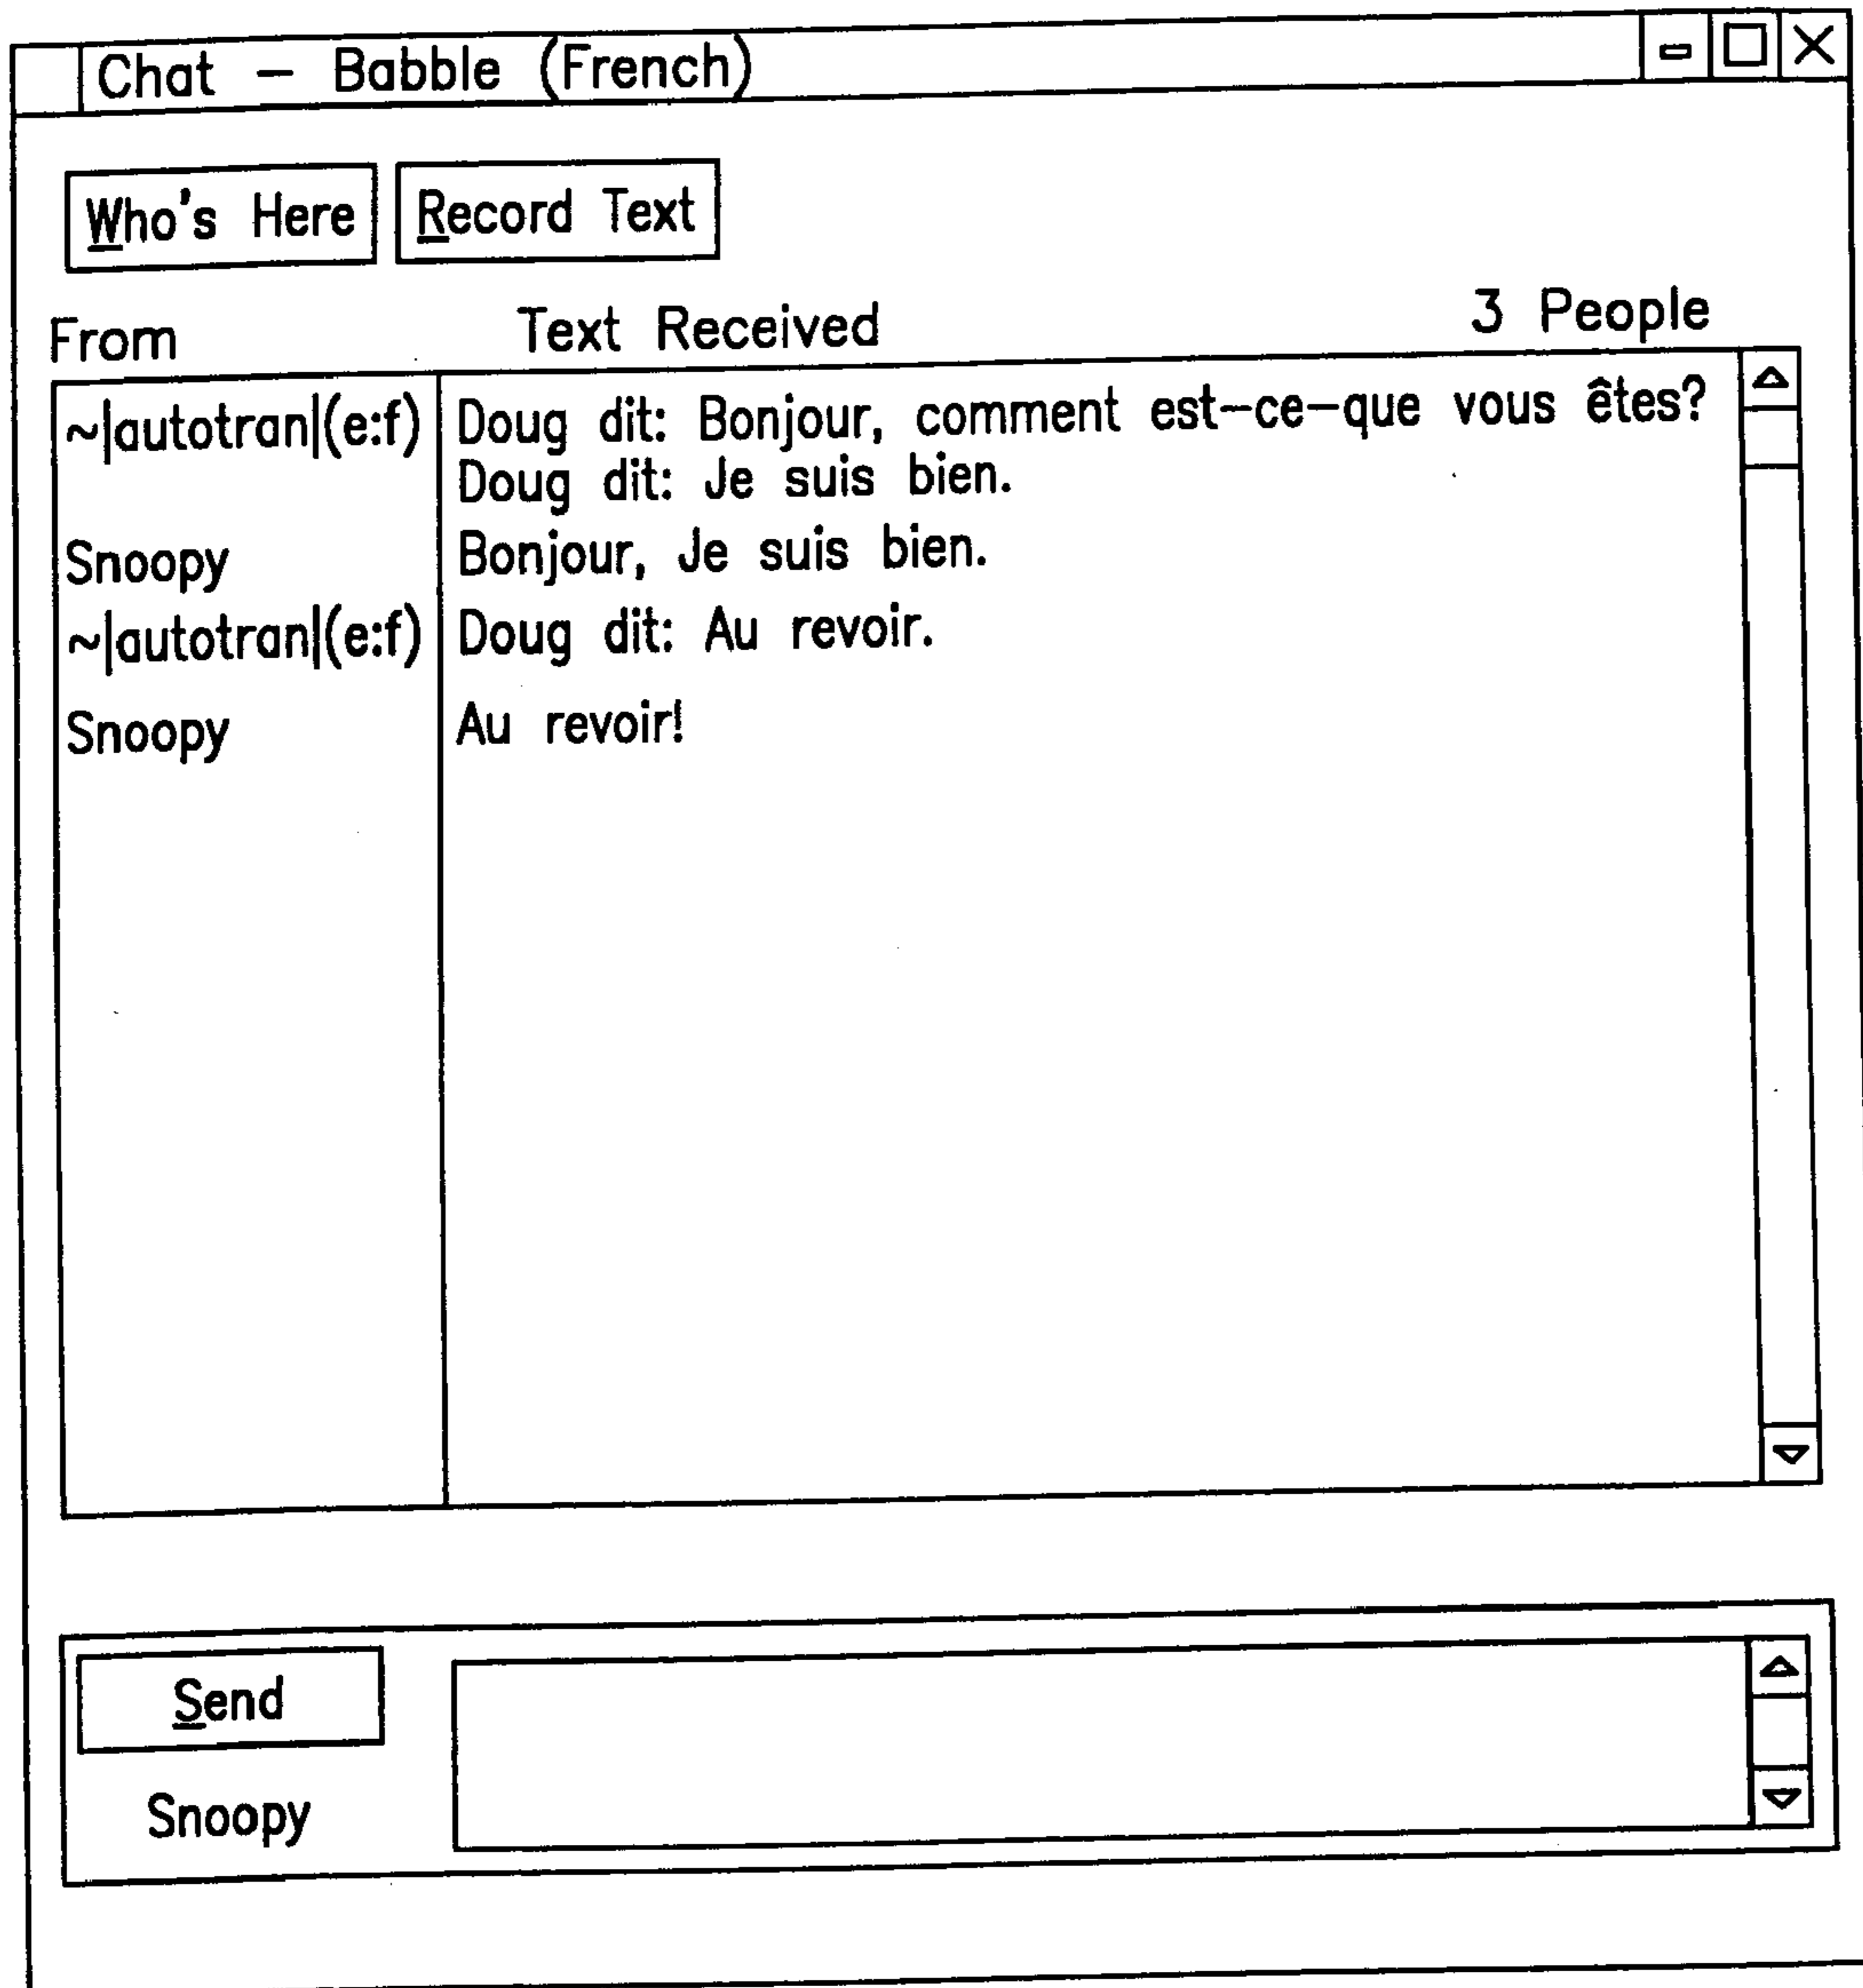 Chat – Babble (French)
Who's Here Record Text
From Text Received 3 People
~|autotran|(e:f) Doug dit: Bonjour, comment est-ce-que vous êtes?
Doug dit: Je suis bien.
Snoopy Bonjour, Je suis bien.
~|autotran|(e:f) Doug dit: Au revoir.
Snoopy Au revoir!
Send
Snoopy